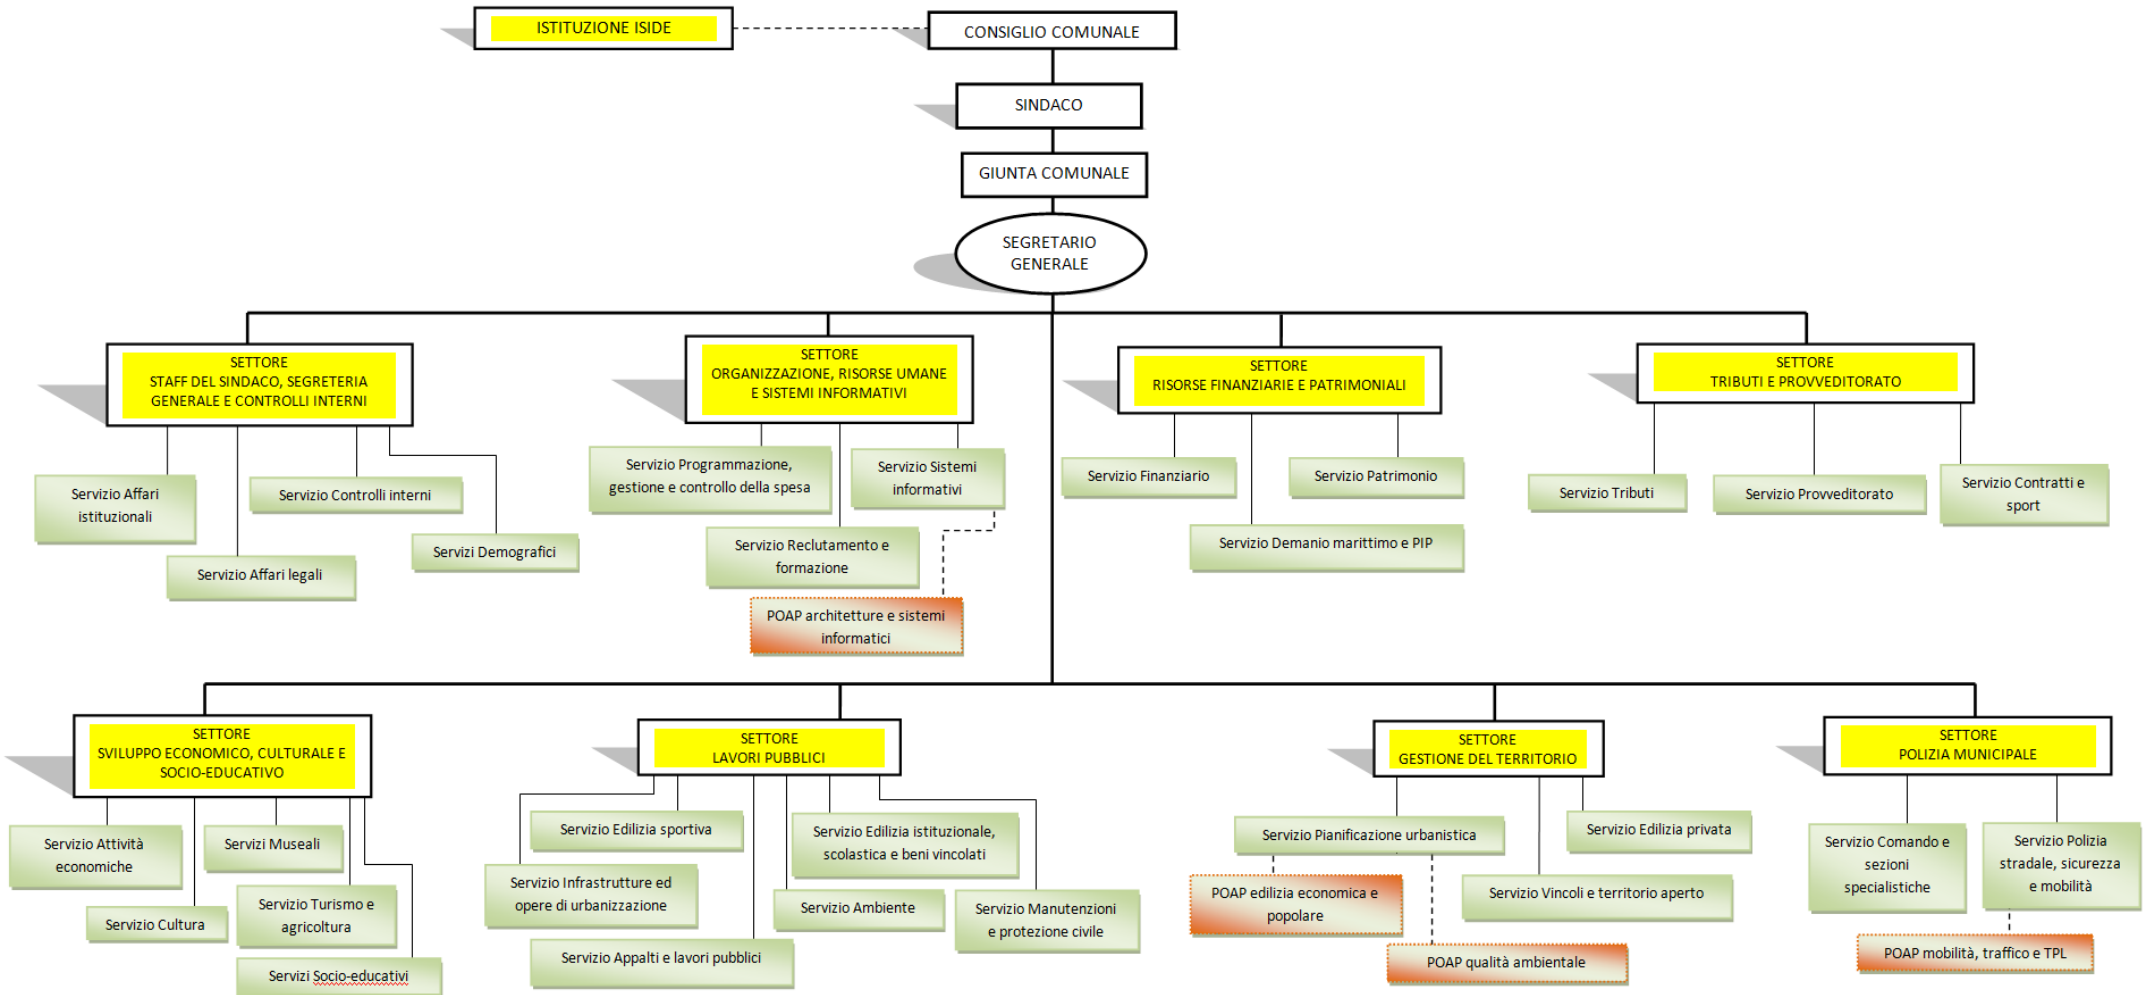 ISTITUZIONE ISIDE
CONSIGLIO COMUNALE
SINDACO
GIUNTA COMUNALE
SEGRETARIO
GENERALE
SETTORE
STAFF DEL SINDACO, SEGRETERIA
GENERALE E CONTROLLI INTERNI
SETTORE
ORGANIZZAZIONE, RISORSE UMANE
E SISTEMI INFORMATIVI
SETTORE
RISORSE FINANZIARIE E PATRIMONIALI
SETTORE
TRIBUTI E PROVVEDITORATO
Servizio Affari
istituzionali
Servizio Affari legali
Servizio Controlli interni
Servizi Demografici
Servizio Programmazione,
gestione e controllo della spesa
Servizio Reclutamento e
formazione
Servizio Sistemi
informativi
POAP architetture e sistemi
informatici
Servizio Finanziario
Servizio Demanio marittimo e PIP
Servizio Patrimonio
Servizio Tributi
Servizio Provveditorato
Servizio Contratti e
sport
SETTORE
SVILUPPO ECONOMICO, CULTURALE E
SOCIO-EDUCATIVO
SETTORE
LAVORI PUBBLICI
SETTORE
GESTIONE DEL TERRITORIO
SETTORE
POLIZIA MUNICIPALE
Servizio Attività
economiche
Servizio Cultura
Servizi Museali
Servizio Turismo e
agricoltura
Servizi Socio-educativi
Servizio Edilizia sportiva
Servizio Infrastrutture ed
opere di urbanizzazione
Servizio Appalti e lavori pubblici
Servizio Edilizia istituzionale,
scolastica e beni vincolati
Servizio Ambiente
Servizio Manutenzioni
e protezione civile
Servizio Pianificazione urbanistica
POAP edilizia economica e
popolare
POAP qualità ambientale
Servizio Vincoli e territorio aperto
Servizio Edilizia privata
Servizio Comando e
sezioni
specialistiche
Servizio Polizia
stradale, sicurezza
e mobilità
POAP mobilità, traffico e TPL